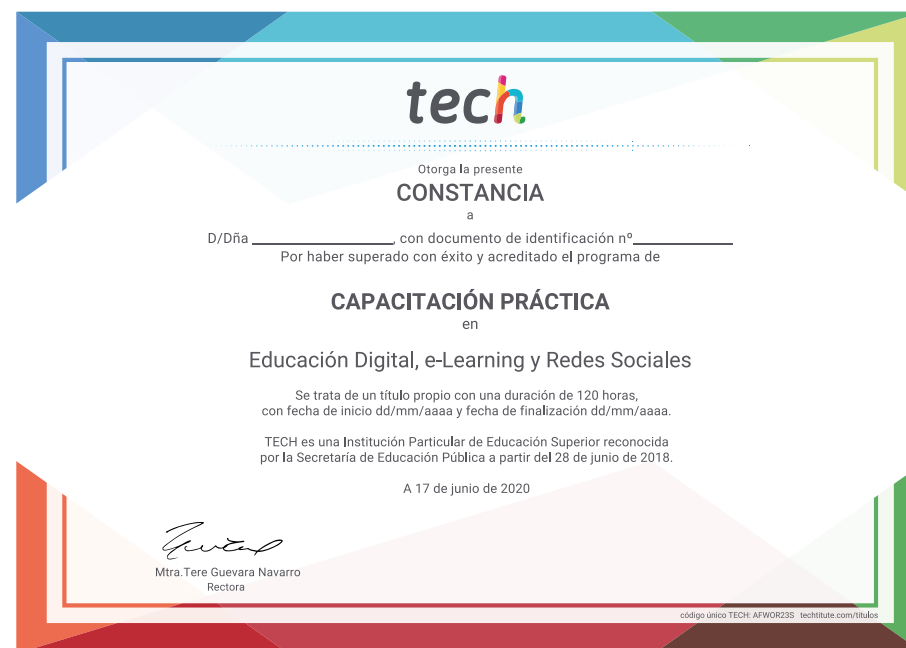 tech
Otorga la presente
CONSTANCIA
a
D/Dña ____________________, con documento de identificación nº______________
Por haber superado con éxito y acreditado el programa de
CAPACITACIÓN PRÁCTICA
en
Educación Digital, e-Learning y Redes Sociales
Se trata de un título propio con una duración de 120 horas,
con fecha de inicio dd/mm/aaaa y fecha de finalización dd/mm/aaaa.
TECH es una Institución Particular de Educación Superior reconocida
por la Secretaría de Educación Pública a partir del 28 de junio de 2018.
A 17 de junio de 2020
Mtra.Tere Guevara Navarro
Rectora
código único TECH: AFWOR23S techtitute.com/titulos